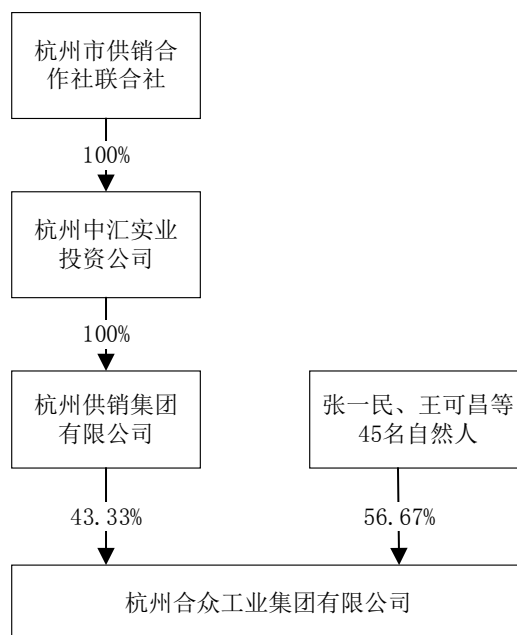 杭州市供销合
作社联合社
100%
杭州中汇实业
投资公司
100%
杭州供销集团
有限公司
张一民、王可昌等
45名自然人
43.33%
56.67%
杭州合众工业集团有限公司